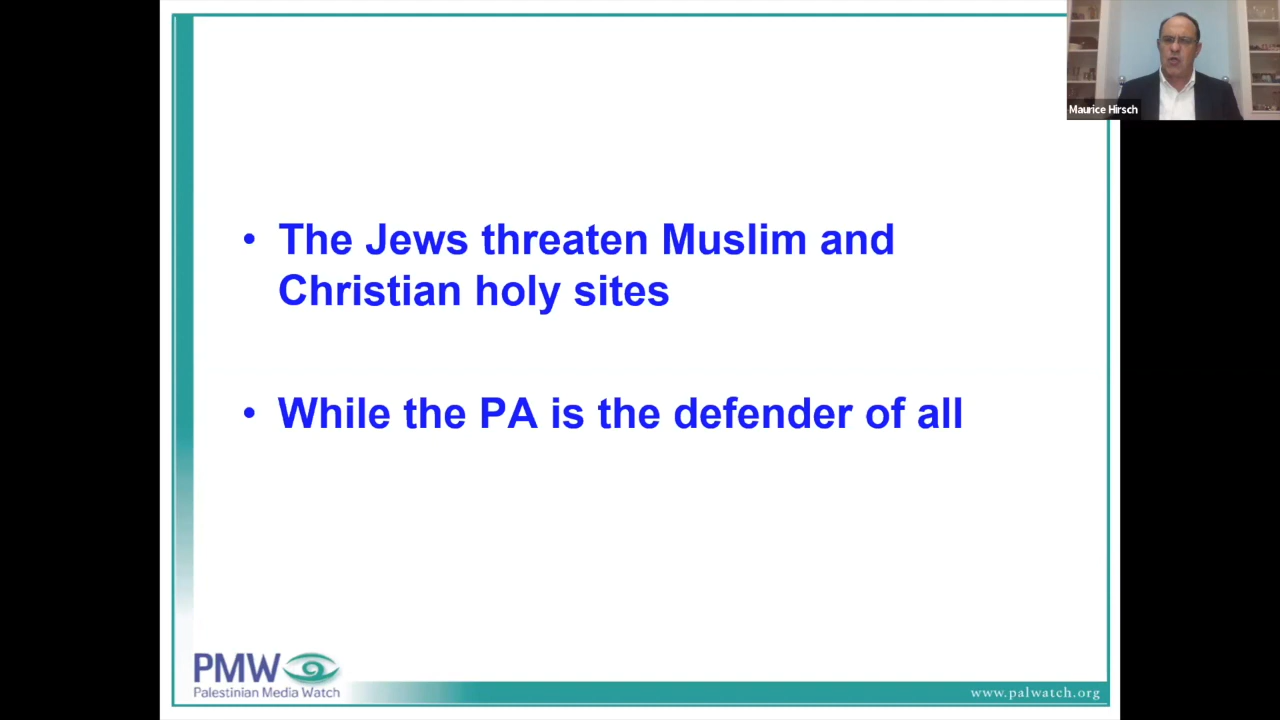 Maurice Hirsch
• The Jews threaten Muslim and
Christian holy sites
• While the PA is the defender of all
PMW
Palestinian Media Watch
www.palwatch.org